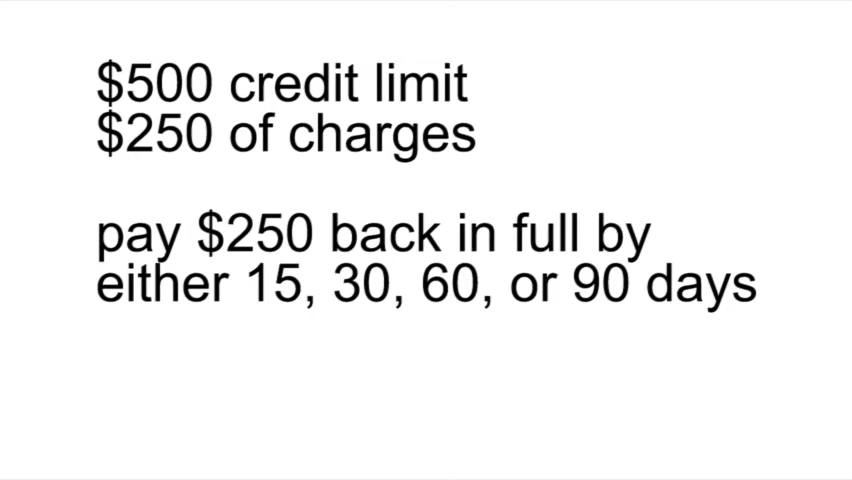 $500 credit limit
$250 of charges
pay $250 back in full by
either 15, 30, 60, or 90 days